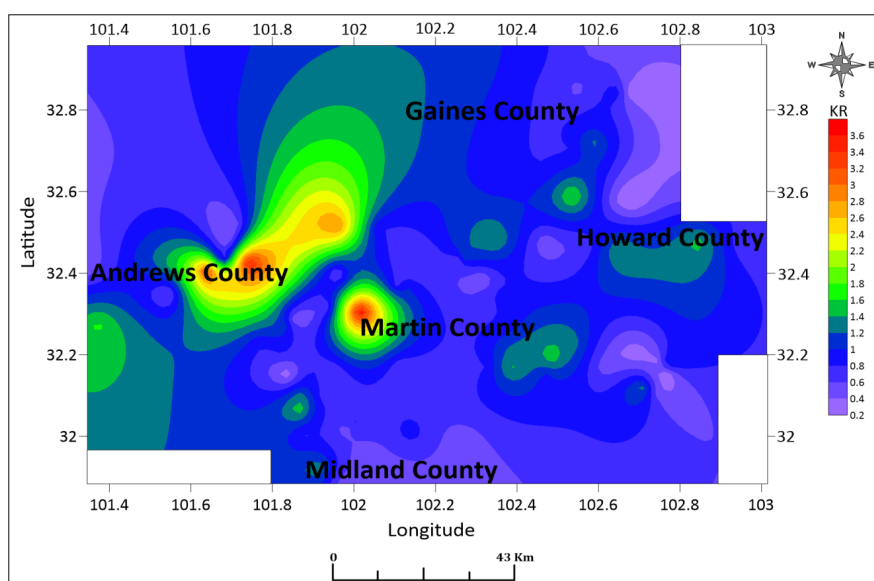 101.4 101.6 101.8 102 102.2 102.4 102.6 102.8 103
N
W E
S
KR
3.6
3.4
3.2
3
2.8
2.6
2.4
2.2
2
1.8
1.6
1.4
1.2
1
0.8
0.6
0.4
0.2
Latitude
32.8 32.8
32.6 32.6
32.4 32.4
32.2 32.2
32 32
Gaines County
Howard County
Andrews County
Martin County
Midland County
101.4 101.6 101.8 102 102.2 102.4 102.6 102.8 103
Longitude
0 43 Km